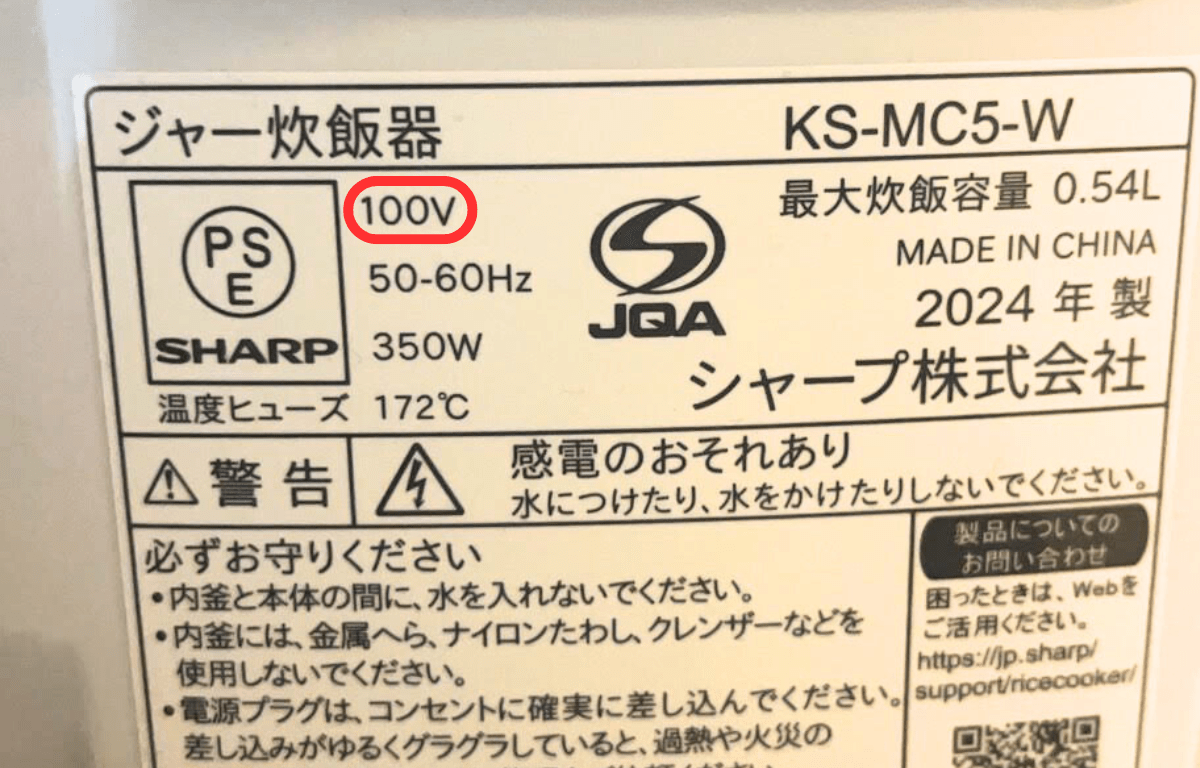 ジャー炊飯器 KS-MC5-W
PS
E
SHARP
100V
50-60Hz
350W
温度ヒューズ 172℃
JQA
最大炊飯容量 0.54L
MADE IN CHINA
2024 年 製
シャープ株式会社
警告
感電のおそれあり
水につけたり、水をかけたりしないでください。
必ずお守りください
・内釜と本体の間に、水を入れないでください。
・内釜には、金属へら、ナイロンたわし、クレンザーなどを
使用しないでください。
・電源プラグは、コンセントに確実に差し込んでください。
差し込みがゆるくグラグラしていると、過熱や火災の
製品についての
お問い合わせ
困ったときは、Webを
ご活用ください。
https://jp.sharp/
support/ricecooker/